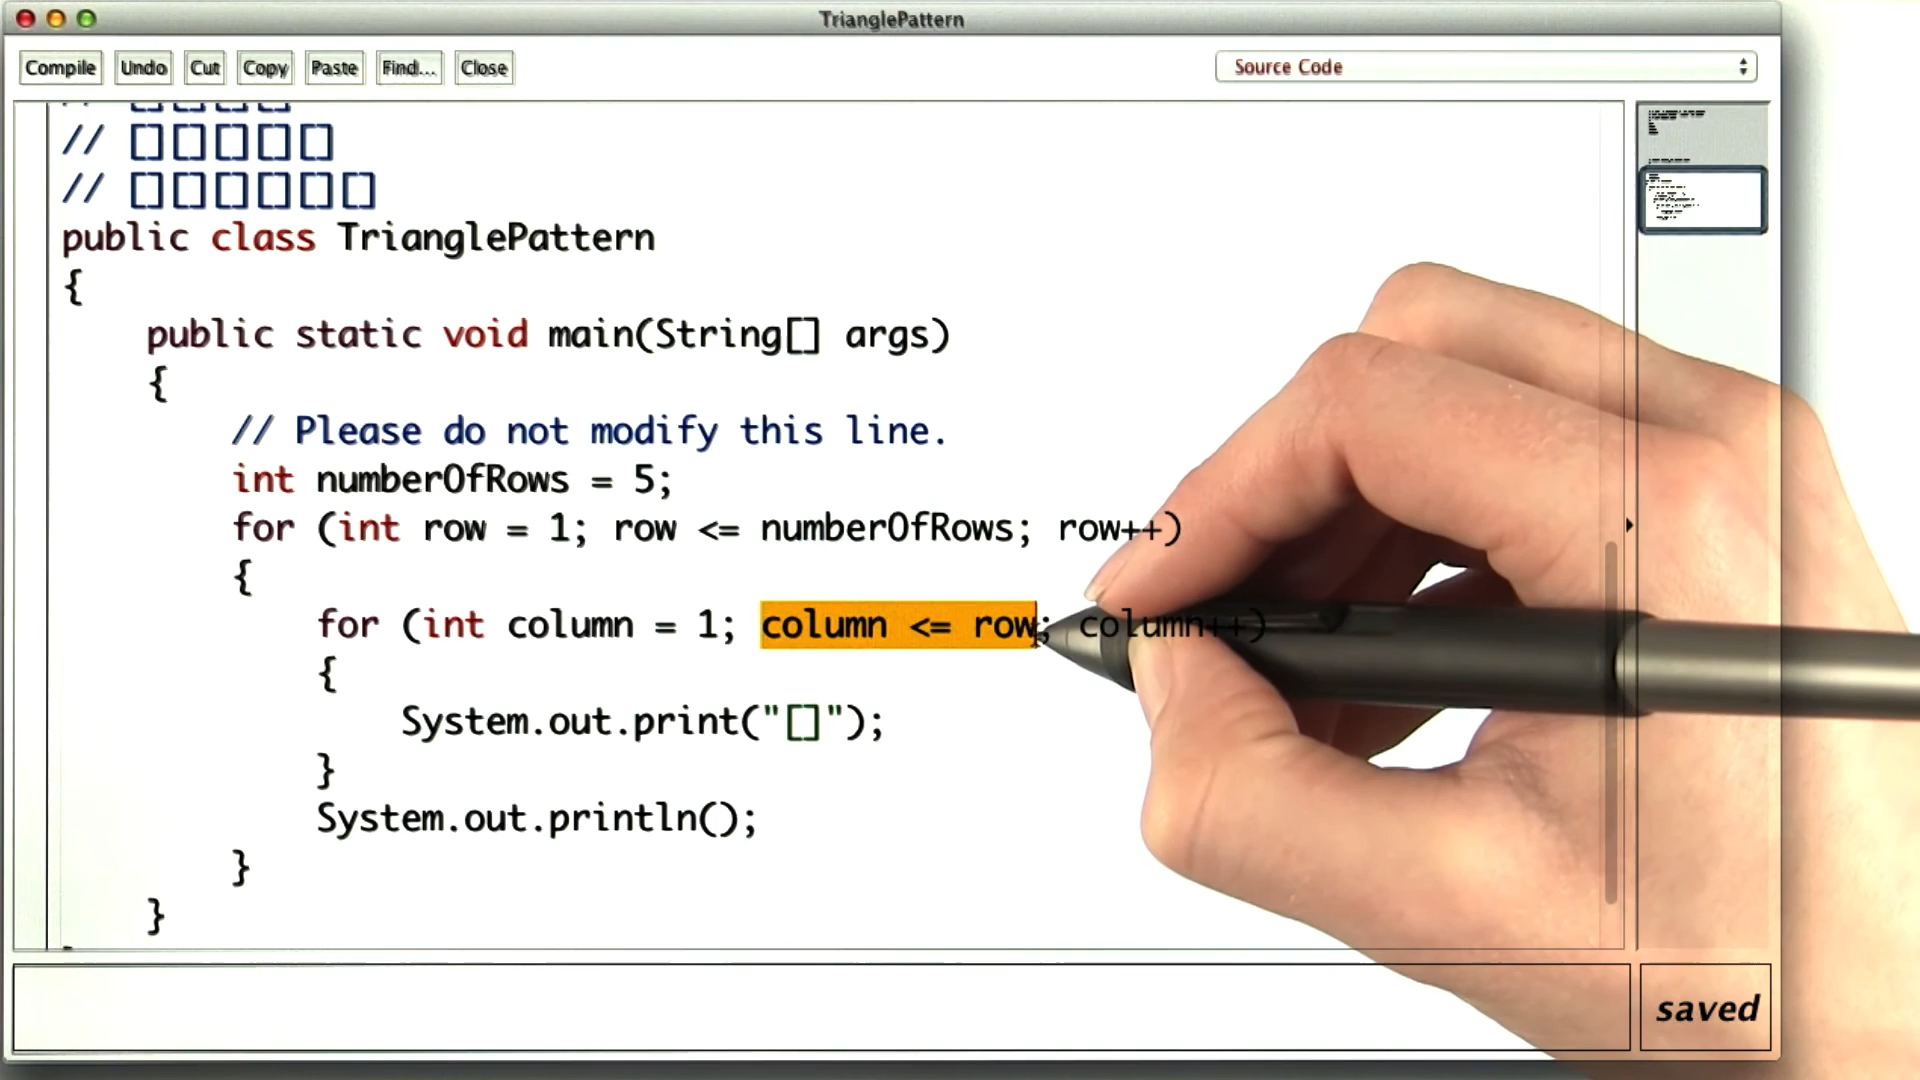 TrianglePattern
Compile Undo Cut Copy Paste Find... Close Source Code
// [][][][][]
// [][][][][][]
public class TrianglePattern
{
public static void main(String[] args)
{
// Please do not modify this line.
int numberOfRows = 5;
for (int row = 1; row <= numberOfRows; row++)
{
for (int column = 1; column <= row; column++)
{
System.out.print("[]");
}
System.out.println();
}
}
saved